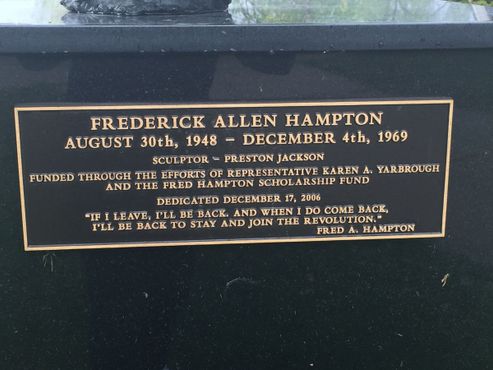 FREDERICK ALLEN HAMPTON
AUGUST 30th, 1948 – DECEMBER 4th, 1969
SCULPTOR – PRESTON JACKSON
FUNDED THROUGH THE EFFORTS OF REPRESENTATIVE KAREN A. YARBROUGH
AND THE FRED HAMPTON SCHOLARSHIP FUND
DEDICATED DECEMBER 17, 2006
"IF I LEAVE, I'LL BE BACK. AND WHEN I DO COME BACK,
I'LL BE BACK TO STAY AND JOIN THE REVOLUTION."
FRED A. HAMPTON